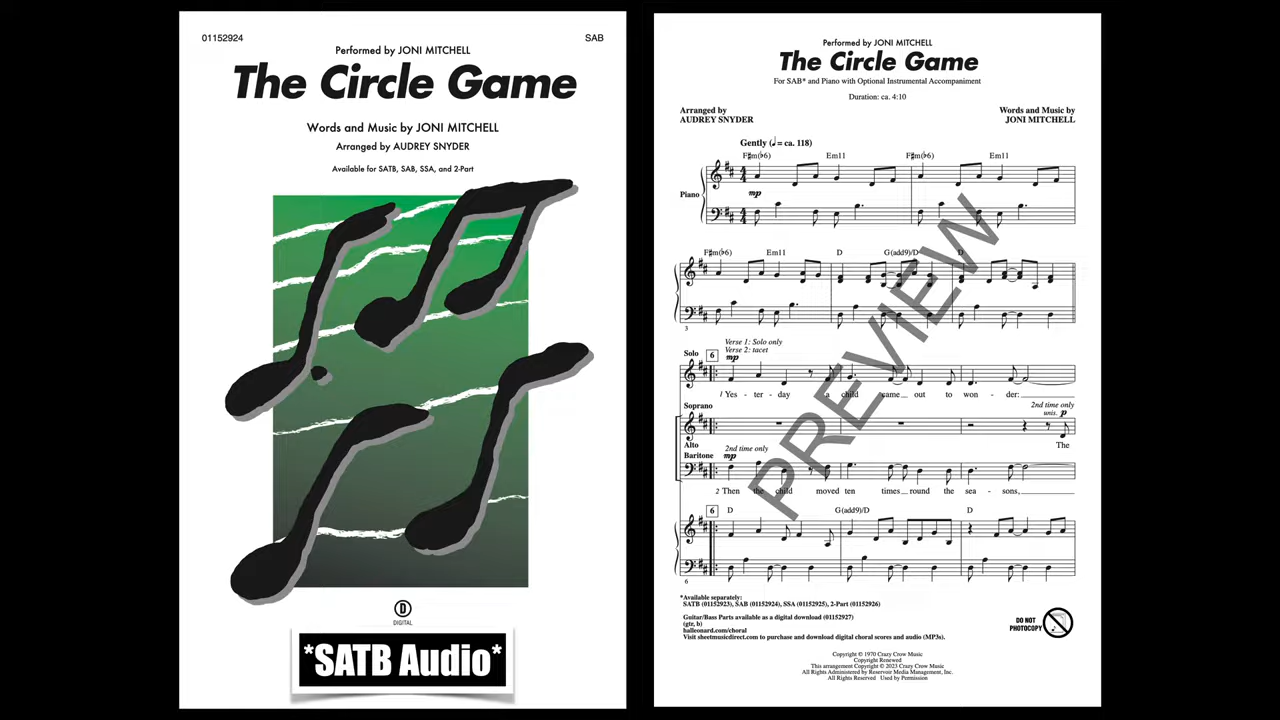 01152924
SAB
Performed by JONI MITCHELL
The Circle Game
Words and Music by JONI MITCHELL
Arranged by AUDREY SNYDER
Available for SATB, SAB, SSA, and 2-Part
D
DIGITAL
*SATB Audio*
Performed by JONI MITCHELL
The Circle Game
For SAB* and Piano with Optional Instrumental Accompaniment
Duration: ca. 4:10
Arranged by
AUDREY SNYDER
Words and Music by
JONI MITCHELL
Gently (♩= ca. 118)
F♯m(♭6) Em11 F♯m(♭6) Em11
Piano
mp
F♯m(♭6) Em11 D G(add9)/D D
3
Verse 1: Solo only
Verse 2: tacet
Solo
6
mp
1 Yes - ter - day a child came out to won - der:
Soprano
2nd time only
unis. p
Alto
The
Baritone
2nd time only
mp
2 Then the child moved ten times round the sea - sons,
6
D G(add9)/D D
6
PREVIEW
*Available separately:
SATB (01152923), SAB (01152924), SSA (01152925), 2-Part (01152926)
Guitar/Bass Parts available as a digital download (01152927)
(gtr, b)
halleonard.com/choral
Visit sheetmusicdirect.com to purchase and download digital choral scores and audio (MP3s).
DO NOT
PHOTOCOPY
Copyright © 1970 Crazy Crow Music
Copyright Renewed
This arrangement Copyright © 2023 Crazy Crow Music
All Rights Administered by Reservoir Media Management, Inc.
All Rights Reserved Used by Permission